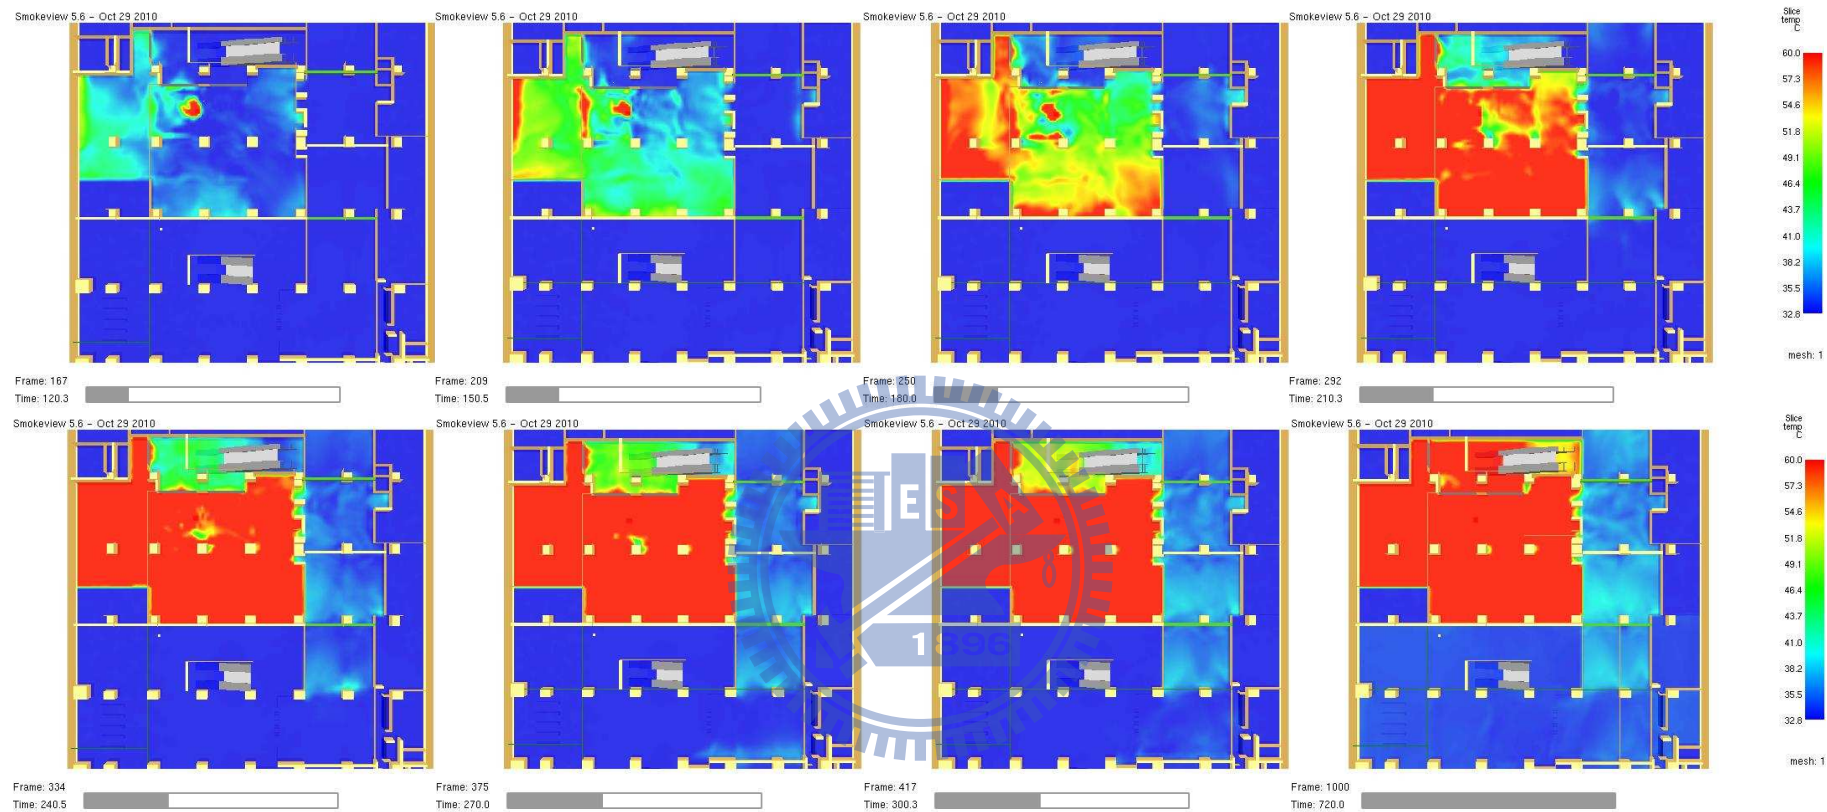 Smokeview 5.6 – Oct 29 2010
Smokeview 5.6 – Oct 29 2010
Smokeview 5.6 – Oct 29 2010
Smokeview 5.6 – Oct 29 2010
Slice
temp
C
60.0
57.3
54.6
51.8
49.1
46.4
43.7
41.0
38.2
35.5
32.8
mesh: 1
Frame: 167
Time: 120.3
Frame: 209
Time: 150.5
Frame: 250
Time: 180.0
Frame: 292
Time: 210.3
Smokeview 5.6 – Oct 29 2010
Smokeview 5.6 – Oct 29 2010
Smokeview 5.6 – Oct 29 2010
Smokeview 5.6 – Oct 29 2010
Slice
temp
C
60.0
57.3
54.6
51.8
49.1
46.4
43.7
41.0
38.2
35.5
32.8
mesh: 1
ES
1896
Frame: 334
Time: 240.5
Frame: 375
Time: 270.0
Frame: 417
Time: 300.3
Frame: 1000
Time: 720.0